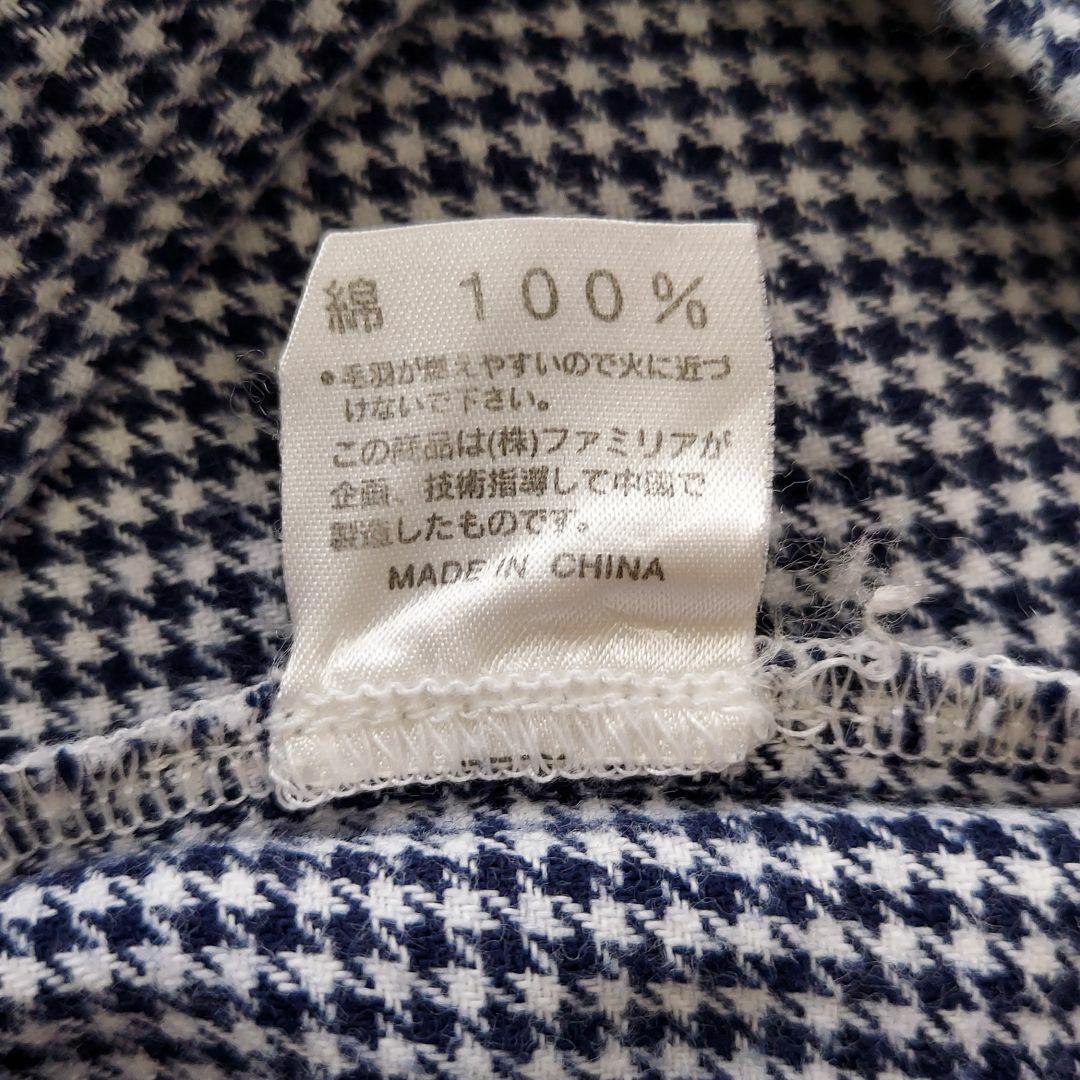 綿 100%
•毛羽が燃えやすいので火に近づ
けないで下さい。
この商品は(株)ファミリアが
企画、技術指導して中国で
製造したものです。
MADE IN CHINA